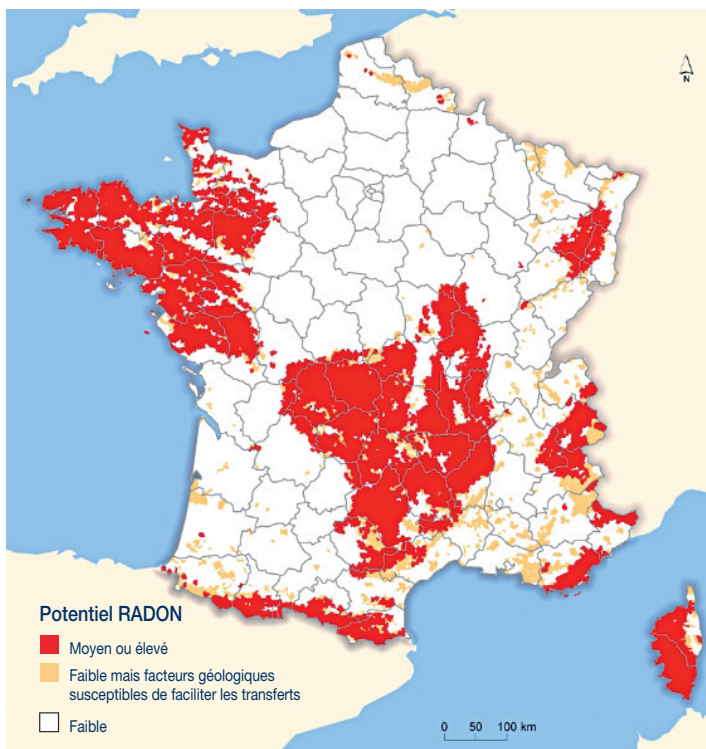 N
Potentiel RADON
Moyen ou élevé
Faible mais facteurs géologiques
susceptibles de faciliter les transferts
Faible
0 50 100 km